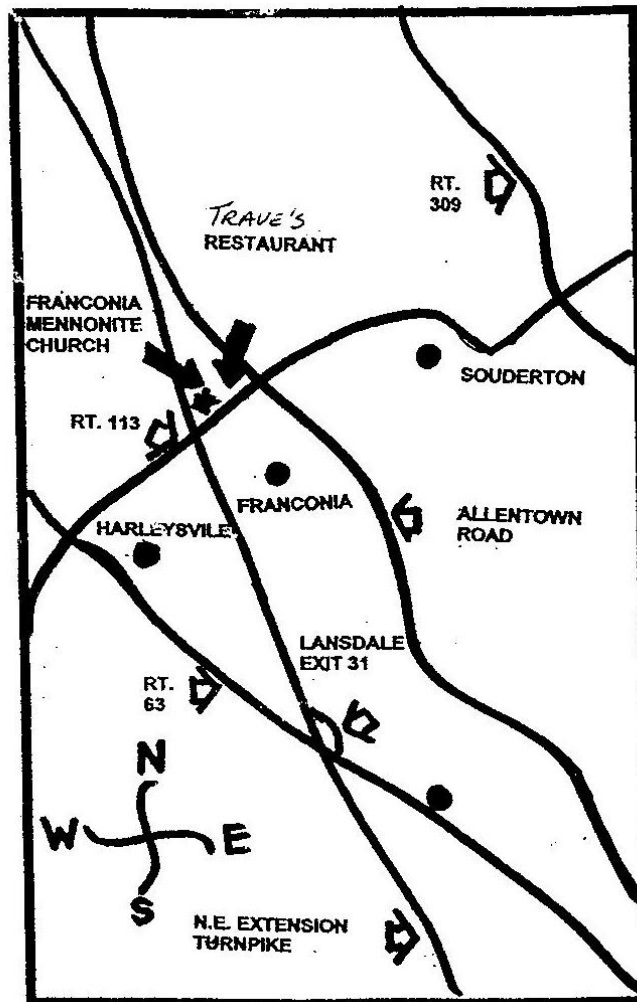 RT.
309
TRAVE'S
RESTAURANT
FRANCONIA
MENNONITE
CHURCH
SOUDERTON
RT. 113
FRANCONIA
HARLEYSVILE
ALLENTOWN
ROAD
LANSDALE
EXIT 31
RT.
63
N
W E
S
N.E. EXTENSION
TURNPIKE